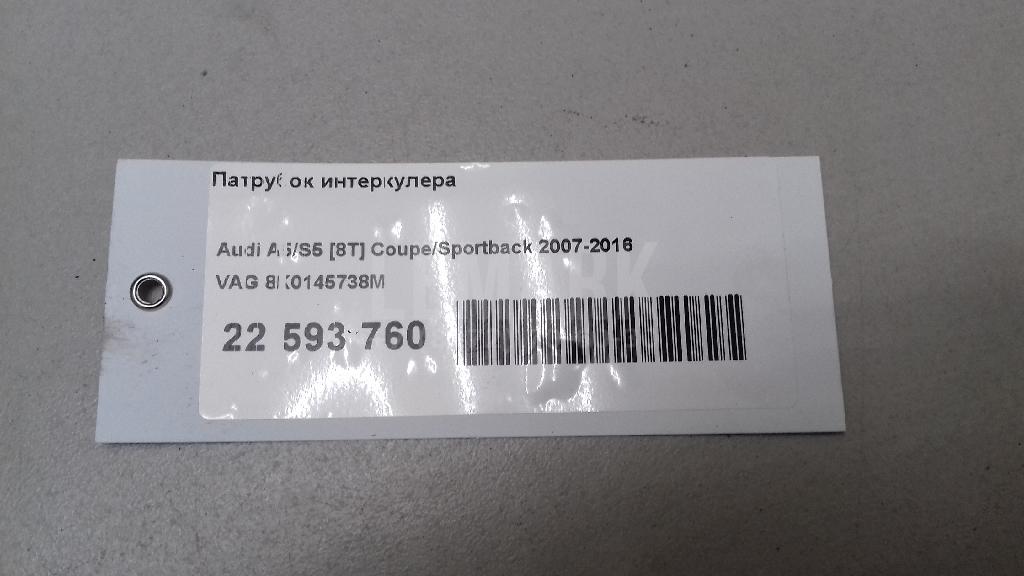 Патрубок интеркулера
Audi A5/S5 [8T] Coupe/Sportback 2007-2016
VAG 8K0145738M
22 593 760